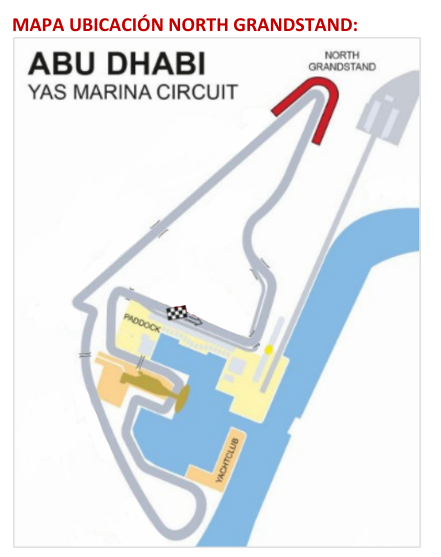 MAPA UBICACIÓN NORTH GRANDSTAND:
ABU DHABI
YAS MARINA CIRCUIT
NORTH
GRANDSTAND
PADDOCK
YACHTCLUB